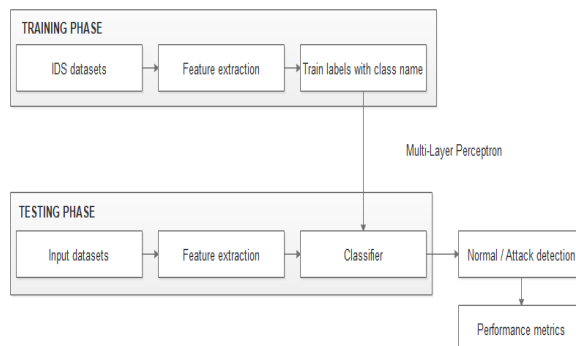 TRAINING PHASE
IDS datasets
Feature extraction
Train labels with class name
Multi-Layer Perceptron
TESTING PHASE
Input datasets
Feature extraction
Classifier
Normal / Attack detection
Performance metrics